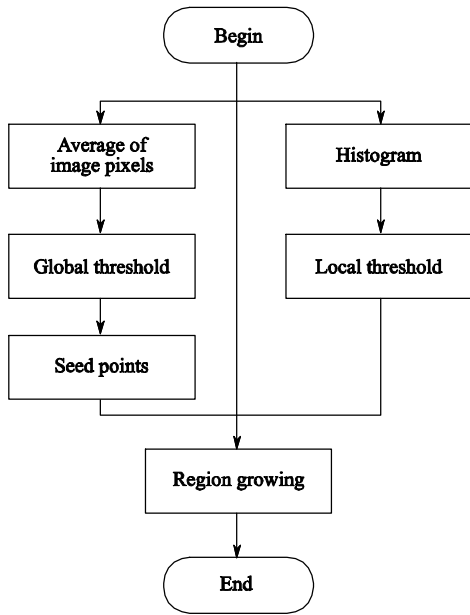 Begin
Average of
image pixels
Histogram
Global threshold
Local threshold
Seed points
Region growing
End